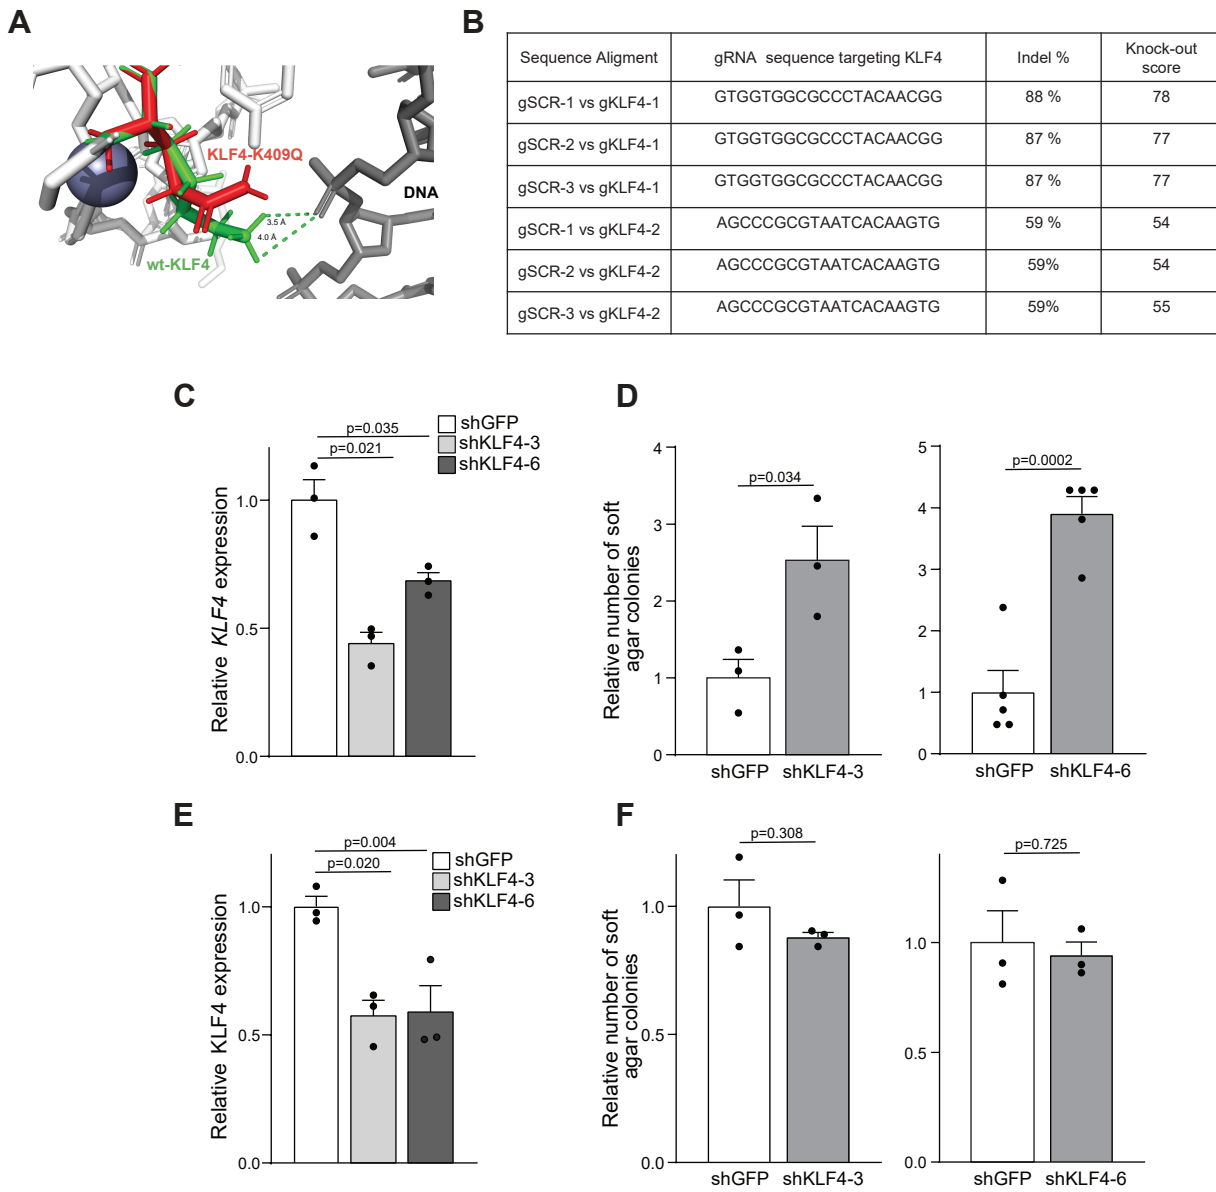 A
KLF4-K409Q
DNA
3.5 Å
4.0 Å
wt-KLF4
B
Sequence Aligment
gRNA sequence targeting KLF4
Indel %
Knock-out
score
gSCR-1 vs gKLF4-1
GTGGTGGCGCCCTACAACGG
88 %
78
gSCR-2 vs gKLF4-1
GTGGTGGCGCCCTACAACGG
87 %
77
gSCR-3 vs gKLF4-1
GTGGTGGCGCCCTACAACGG
87 %
77
gSCR-1 vs gKLF4-2
AGCCCGCGTAATCACAAGTG
59 %
54
gSCR-2 vs gKLF4-2
AGCCCGCGTAATCACAAGTG
59%
54
gSCR-3 vs gKLF4-2
AGCCCGCGTAATCACAAGTG
59%
55
C
shGFP
shKLF4-3
shKLF4-6
p=0.035
p=0.021
Relative KLF4 expression
1.0
0.5
0.0
D
Relative number of soft
agar colonies
4
3
2
1
0
p=0.034
shGFP
shKLF4-3
5
4
3
2
1
0
p=0.0002
shGFP
shKLF4-6
E
p=0.004
p=0.020
shGFP
shKLF4-3
shKLF4-6
Relative KLF4 expression
1.0
0.5
0.0
F
Relative number of soft
agar colonies
1.0
0.5
0.0
p=0.308
shGFP
shKLF4-3
1.0
0.5
0.0
p=0.725
shGFP
shKLF4-6